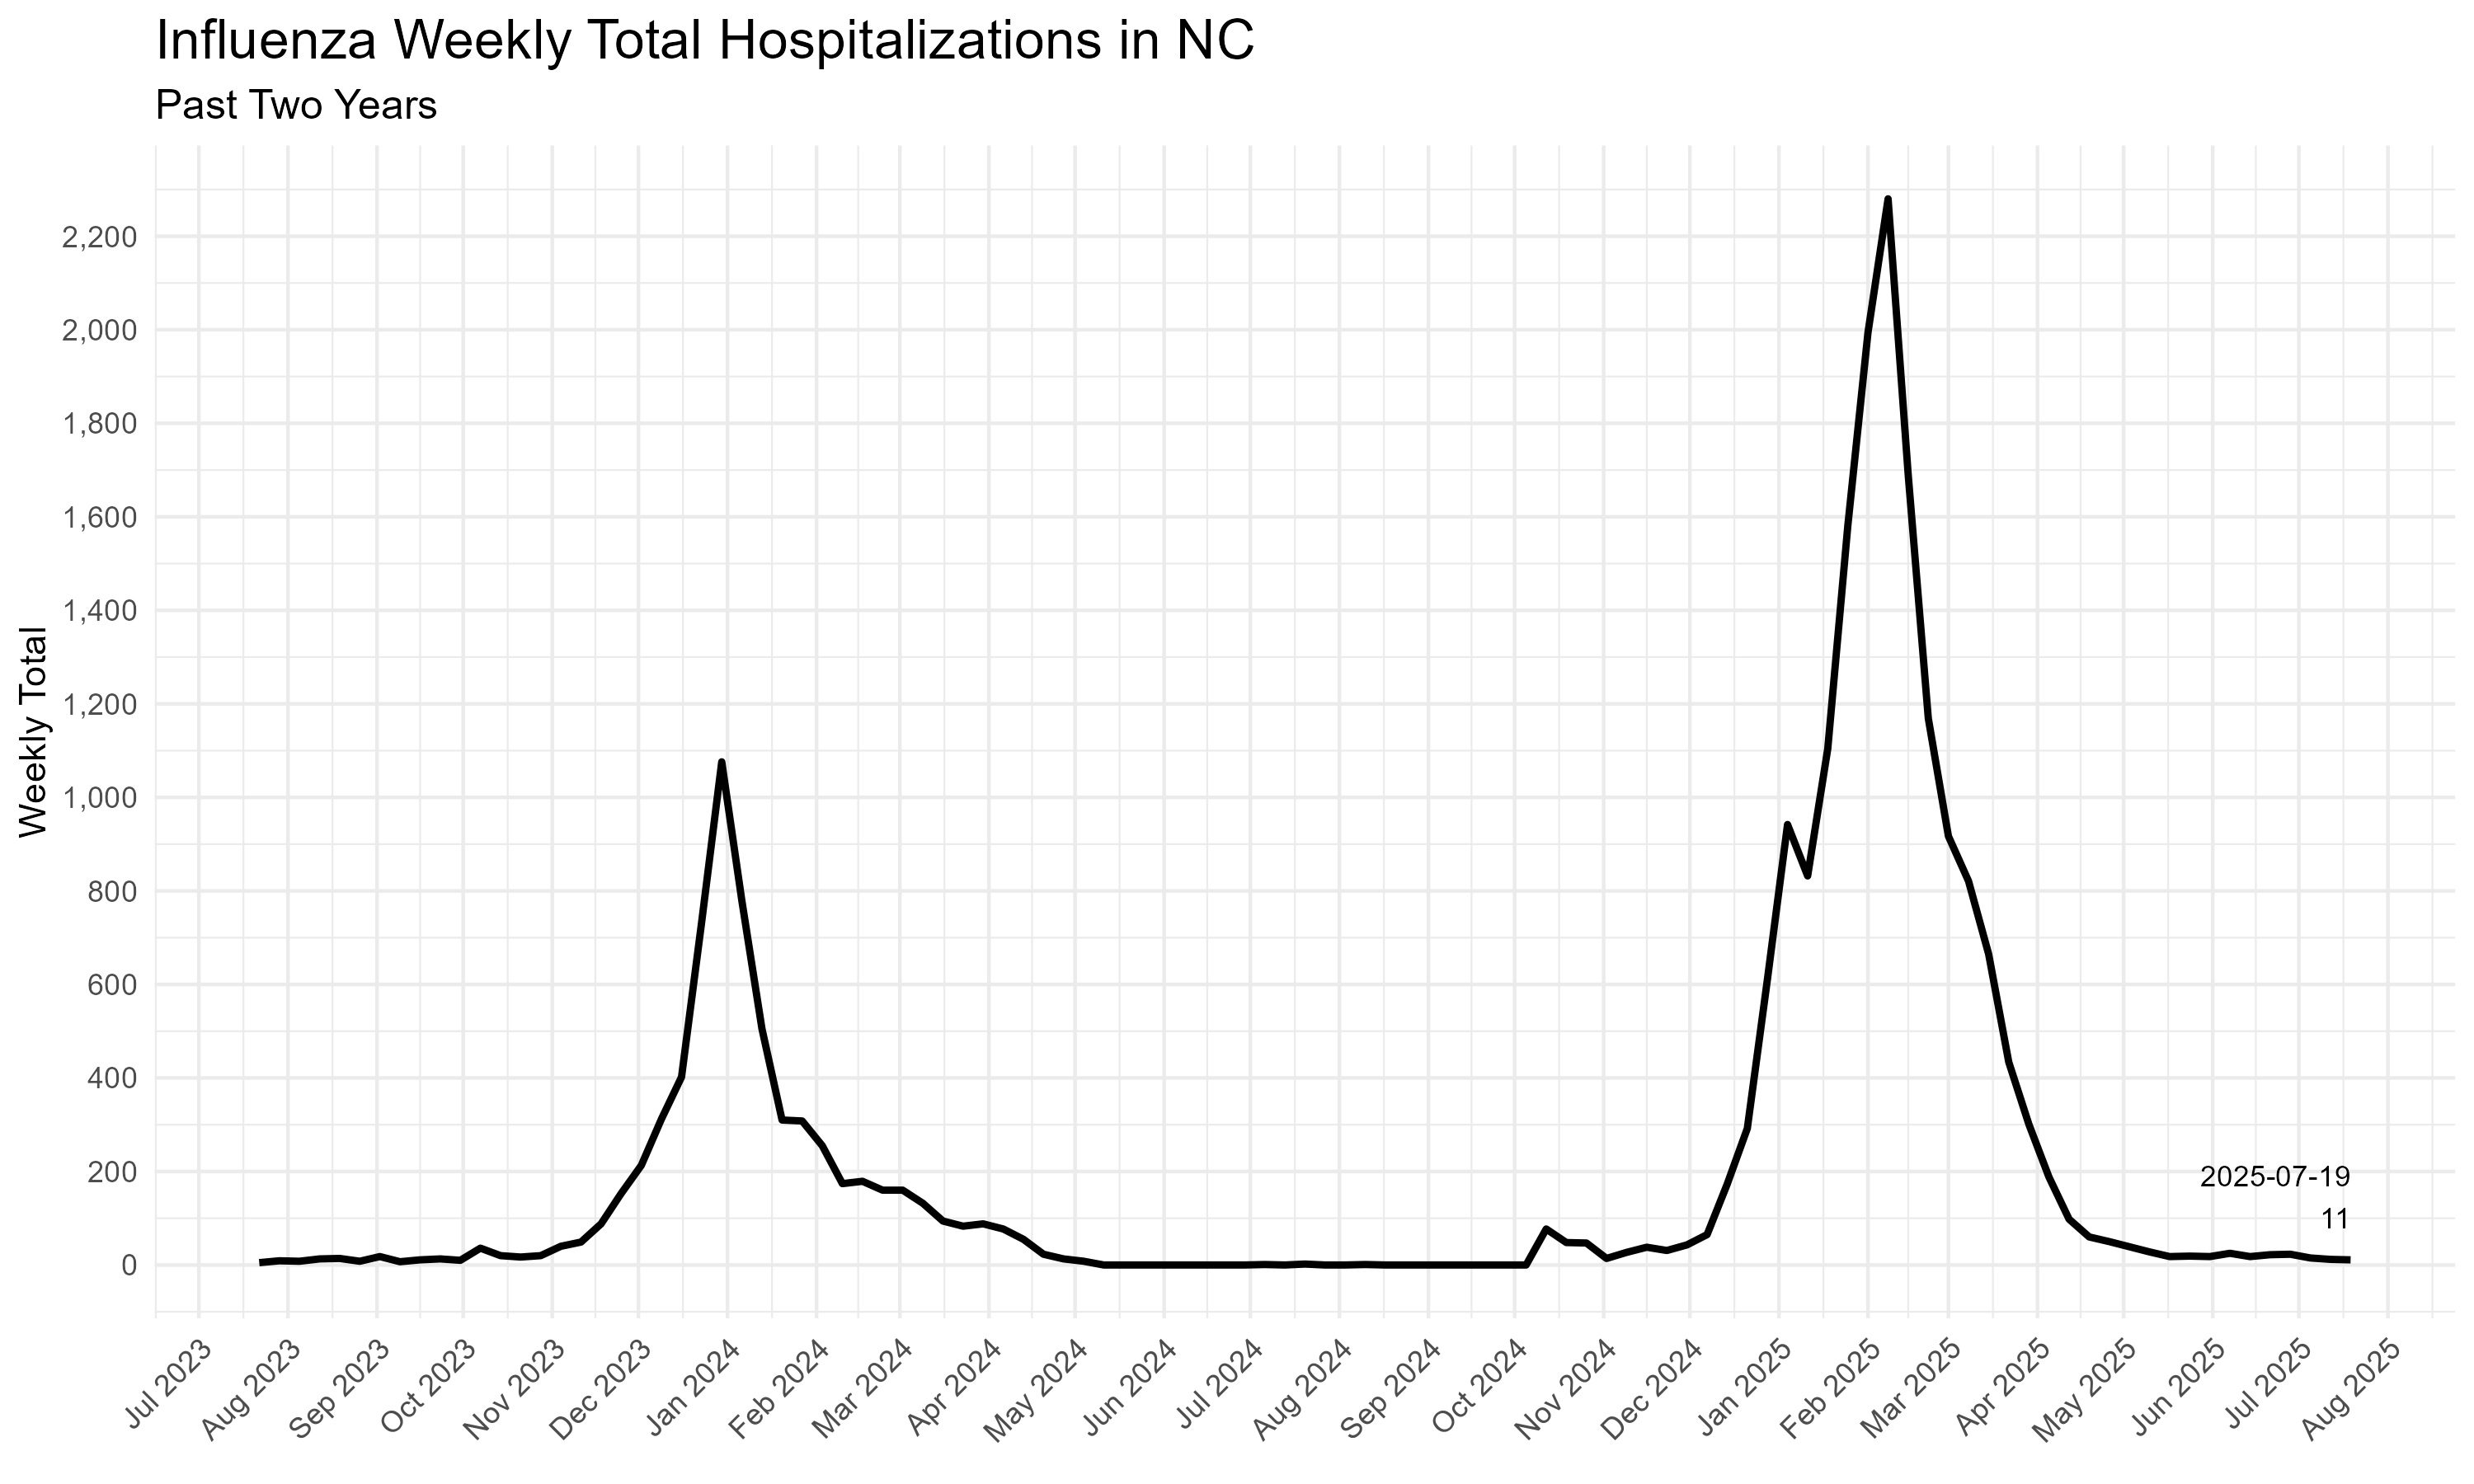 Influenza Weekly Total Hospitalizations in NC
Past Two Years
Weekly Total
2,200
2,000
1,800
1,600
1,400
1,200
1,000
800
600
400
200
0
2025-07-19
11
Jul 2023
Aug 2023
Sep 2023
Oct 2023
Nov 2023
Dec 2023
Jan 2024
Feb 2024
Mar 2024
Apr 2024
May 2024
Jun 2024
Jul 2024
Aug 2024
Sep 2024
Oct 2024
Nov 2024
Dec 2024
Jan 2025
Feb 2025
Mar 2025
Apr 2025
May 2025
Jun 2025
Jul 2025
Aug 2025